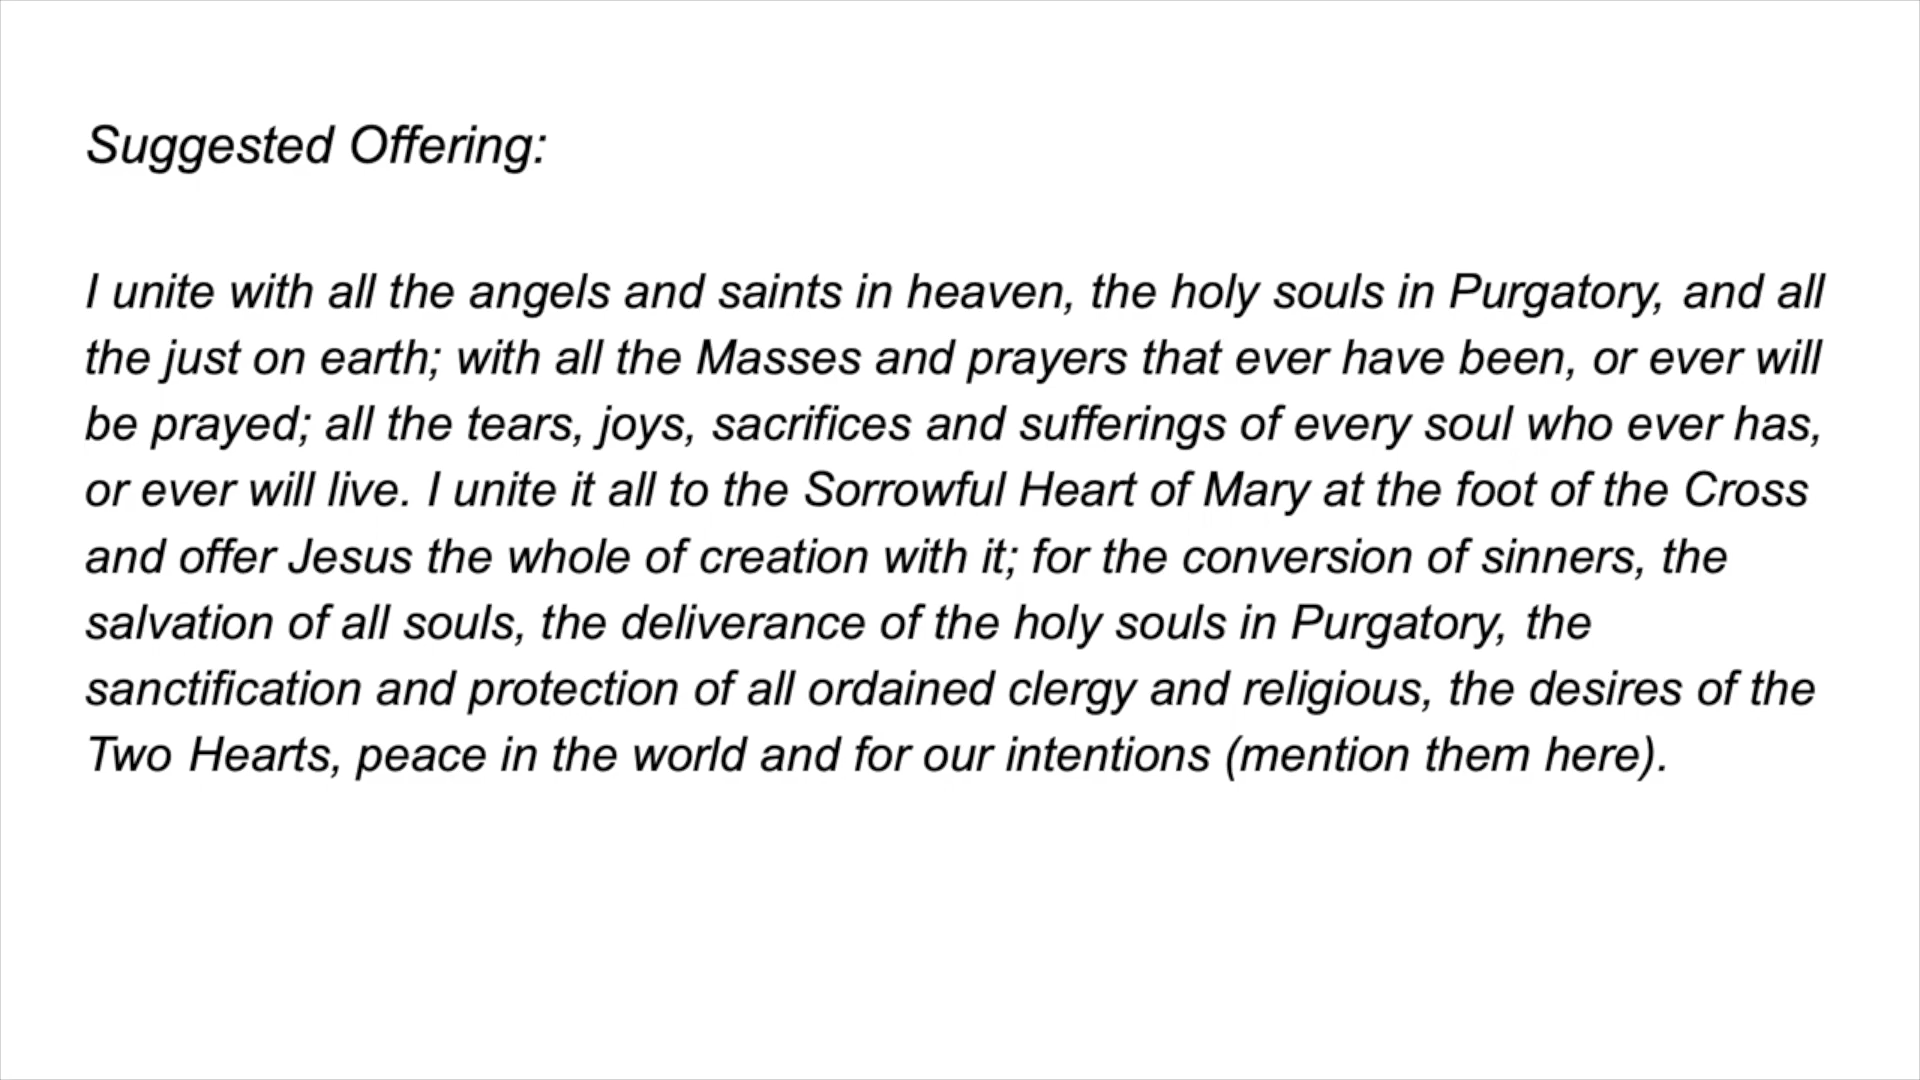 Suggested Offering:
I unite with all the angels and saints in heaven, the holy souls in Purgatory, and all
the just on earth; with all the Masses and prayers that ever have been, or ever will
be prayed; all the tears, joys, sacrifices and sufferings of every soul who ever has,
or ever will live. I unite it all to the Sorrowful Heart of Mary at the foot of the Cross
and offer Jesus the whole of creation with it; for the conversion of sinners, the
salvation of all souls, the deliverance of the holy souls in Purgatory, the
sanctification and protection of all ordained clergy and religious, the desires of the
Two Hearts, peace in the world and for our intentions (mention them here).